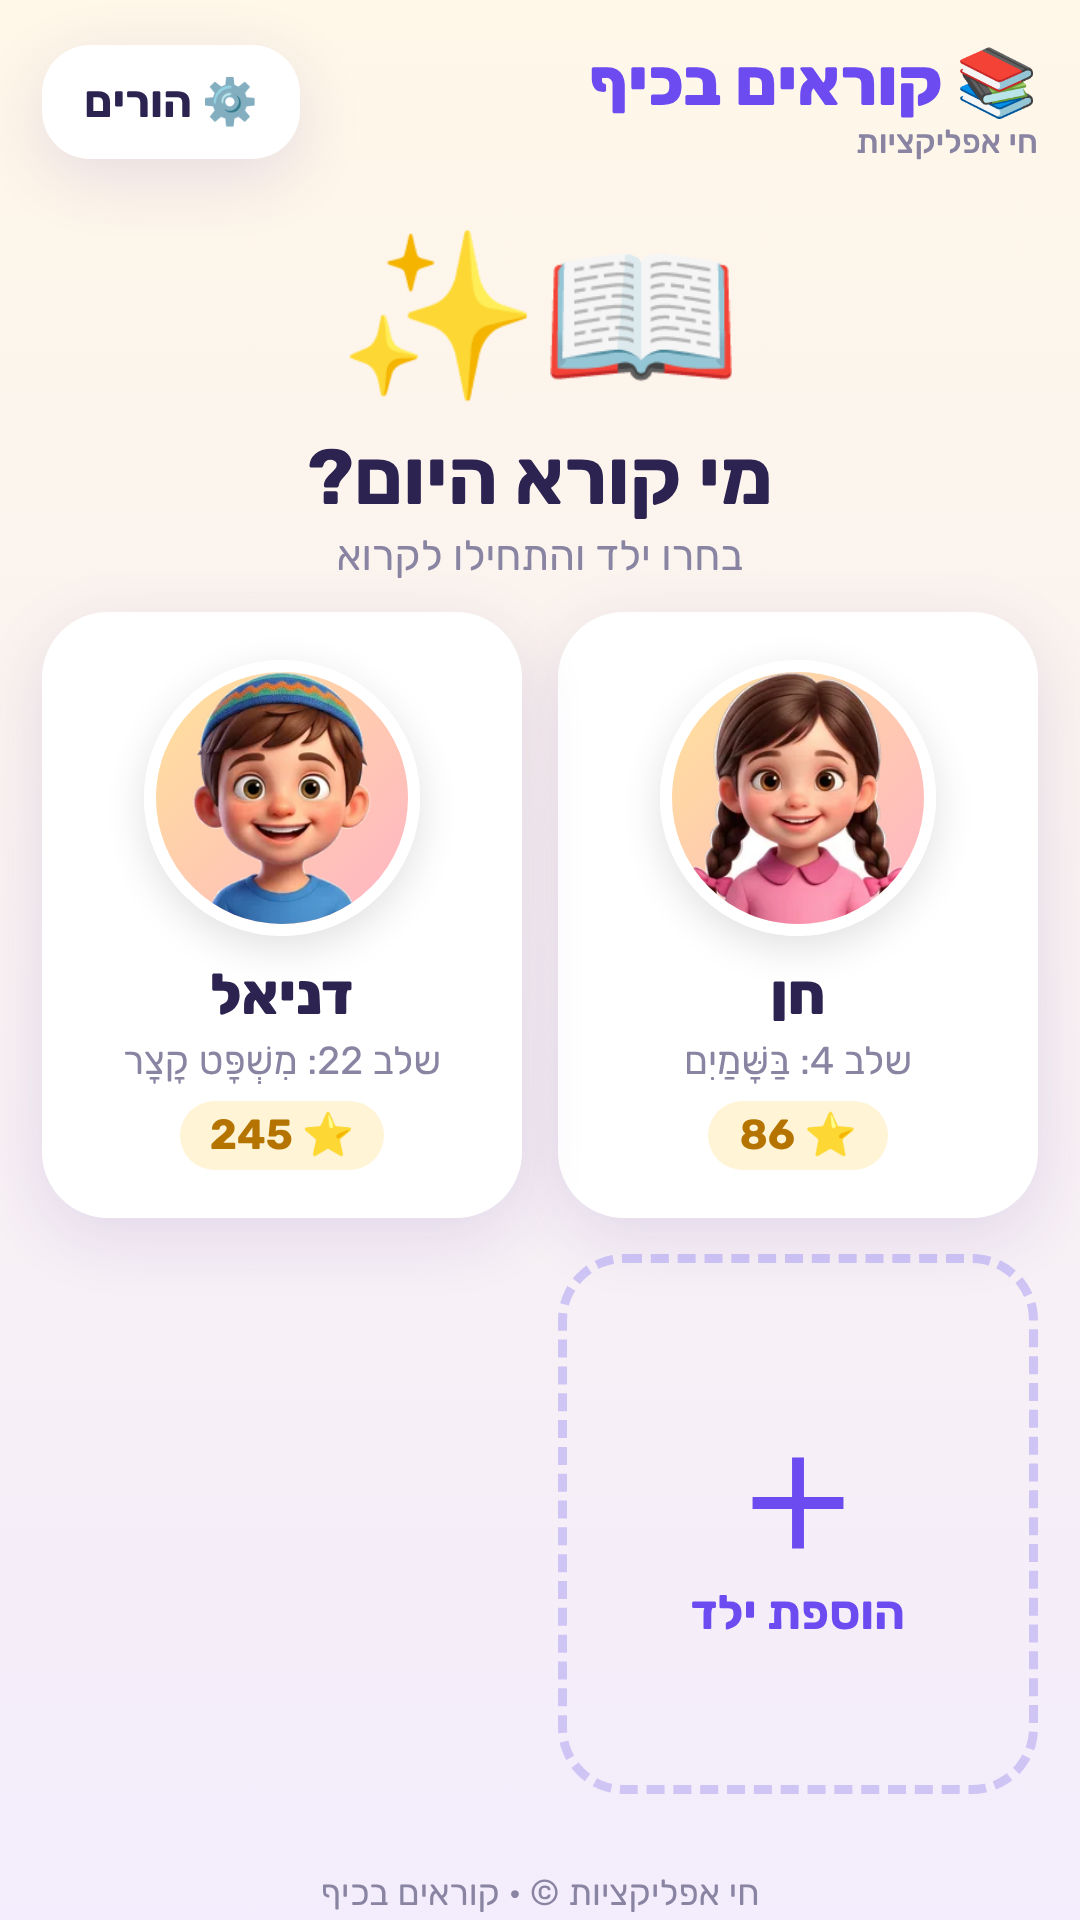 קוראים בכיף
חי אפליקציות
הורים
מי קורא היום?
בחרו ילד והתחילו לקרוא
חן
שלב 4: בַּשָּׁמַיִם
86
דניאל
שלב 22: מִשְׁפָּט קָצָר
245
+
הוספת ילד
חי אפליקציות © • קוראים בכיף